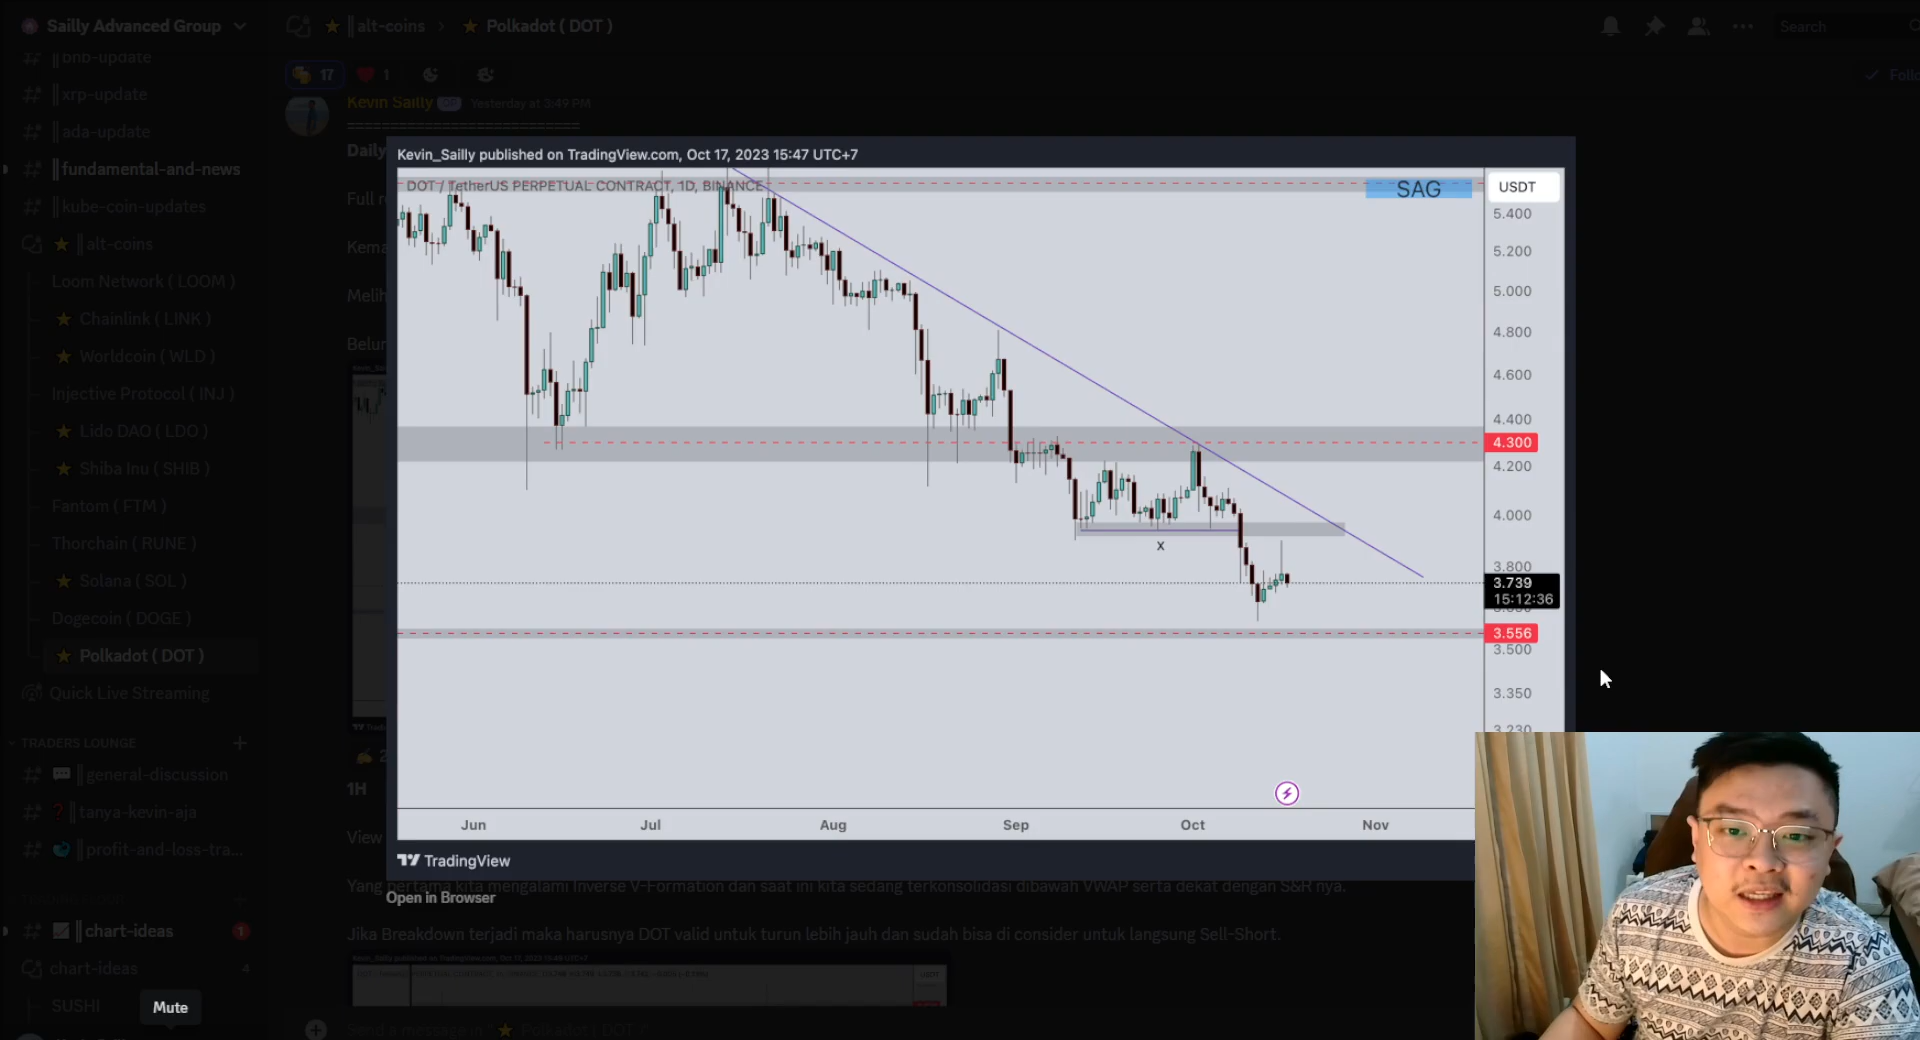 Sailly Advanced Group
alt-coins
Polkadot ( DOT )
Search
bnb-update
17
1
xrp-update
Kevin Sailly
Yesterday at 3:49 PM
ada-update
Daily
Kevin_Sailly published on TradingView.com, Oct 17, 2023 15:47 UTC+7
fundamental-and-news
DOT / TetherUS PERPETUAL CONTRACT, 1D, BINANCE
SAG
USDT
Full
kube-coin-updates
5.400
alt-coins
5.200
Loom Network ( LOOM )
5.000
Chainlink ( LINK )
4.800
Worldcoin ( WLD )
4.600
Injective Protocol ( INJ )
4.400
Lido DAO ( LDO )
4.300
Shiba Inu ( SHIB )
4.200
Fantom ( FTM )
4.000
Thorchain ( RUNE )
X
3.800
Solana ( SOL )
3.739
15:12:36
Dogecoin ( DOGE )
3.556
3.500
Polkadot ( DOT )
Quick Live Streaming
3.350
3.230
TRADERS LOUNGE
general-discussion
1H
tanya-kevin-aja
Jun
Jul
Aug
Sep
Oct
Nov
View
profit-and-loss-tra...
TradingView
Yang pertama kita mengalami Inverse V-Formation dan saat ini kita sedang terkonsolidasi dibawah VWAP serta dekat dengan S&R nya.
Open in Browser
chart-ideas
1
Jika Breakdown terjadi maka harusnya DOT valid untuk turun lebih jauh dan sudah bisa di consider untuk langsung Sell-Short.
chart-ideas
4
SUSHI
Mute